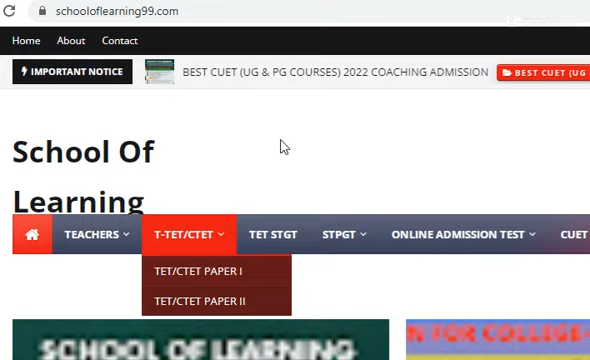 schooloflearning99.com
Home About Contact
IMPORTANT NOTICE BEST CUET (UG & PG COURSES) 2022 COACHING ADMISSION BEST CUET (UG
School Of
Learning
TEACHERS T-TET/CTET TET STGT STPGT ONLINE ADMISSION TEST CUET
TET/CTET PAPER I
TET/CTET PAPER II
SCHOOL OF LEARNING N FOR COLLEGE-